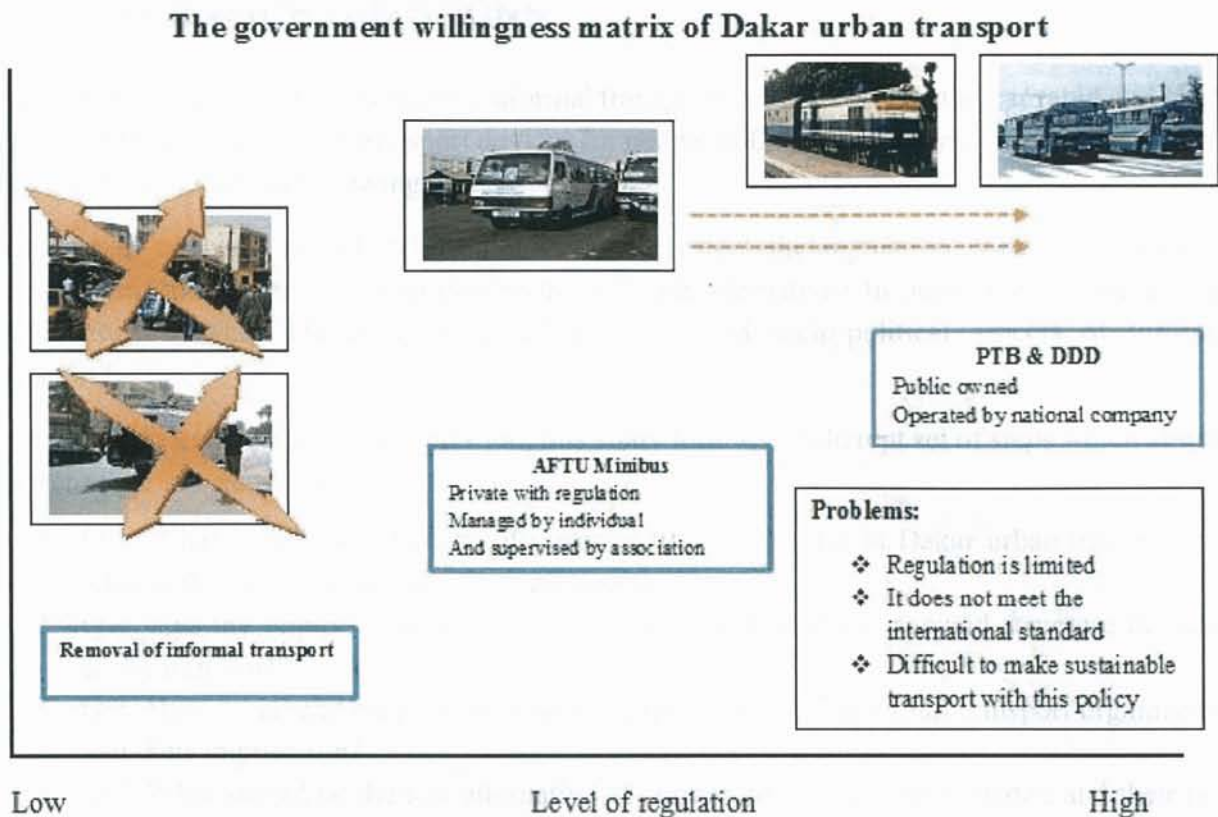 The government willingness matrix of Dakar urban transport
PTB & DDD
Public owned
Operated by national company
AFTU Minibus
Private with regulation
Managed by individual
And supervised by association
Problems:
❖ Regulation is limited
❖ It does not meet the
international standard
❖ Difficult to make sustainable
transport with this policy
Removal of informal transport
Low Level of regulation High